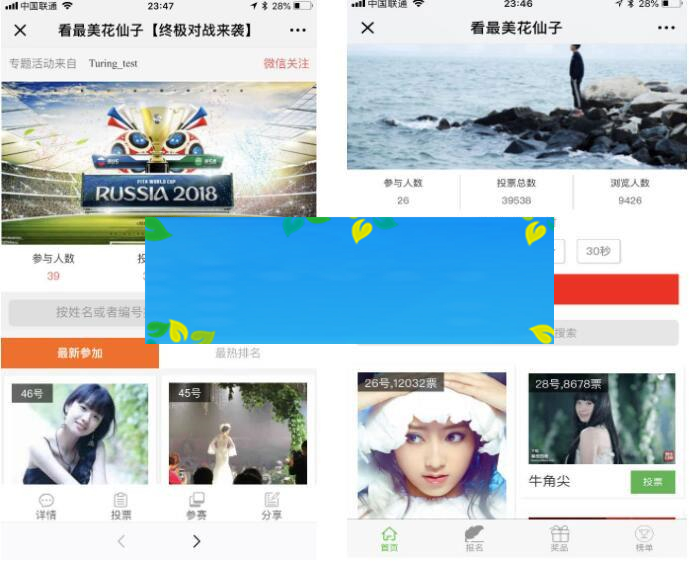 中国联通 23:47 28%
看最美花仙子【终极对战来袭】
专题活动来自 Turing_test 微信关注
FIFA WORLD CUP
RUSSIA 2018
参与人数
39
按姓名或者编号
最新参加 最热排名
46号 45号
详情 投票 参赛 分享
中国联通 23:46 28%
看最美花仙子
参与人数 投票总数 浏览人数
26 39538 9426
30秒
搜索
26号,12032票 28号,8678票
牛角尖 投票
首页 报名 奖品 榜单